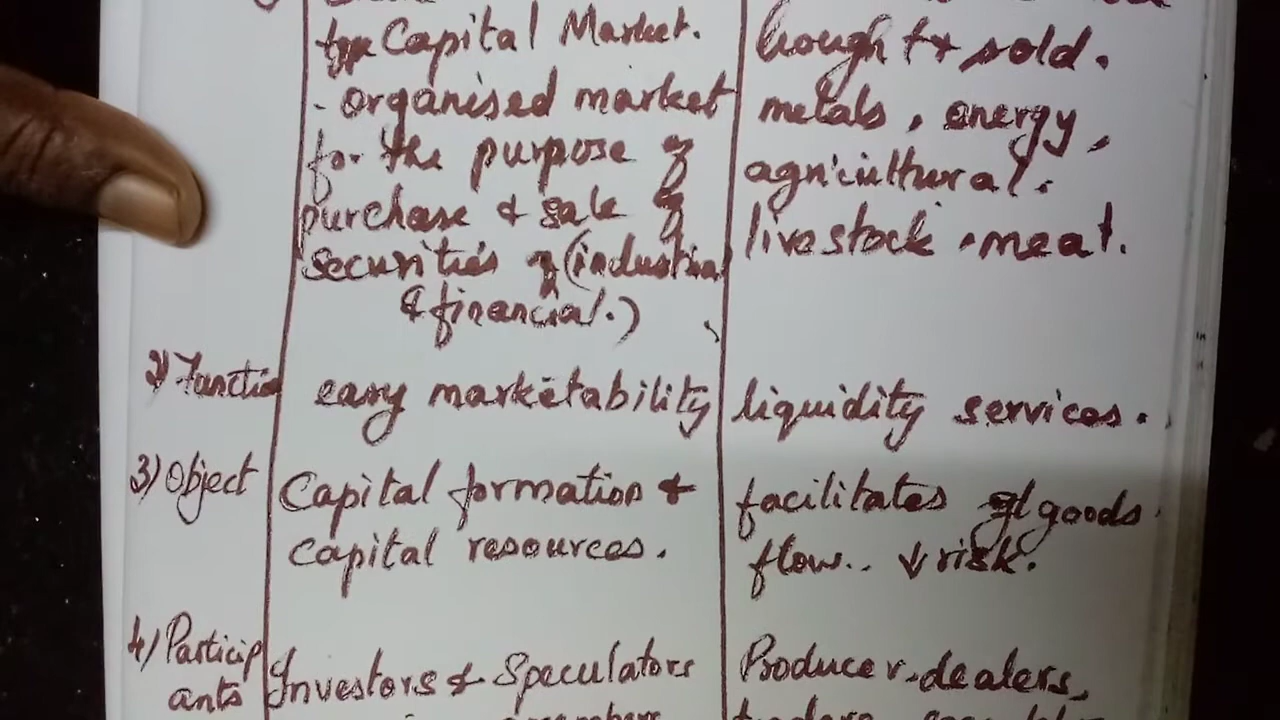 Capital Market.
bought & sold.
- organised market
metals, energy,
for the purpose of
agricultural.
purchase & sale of
livestock, meat.
securities of (industrial
& financial.)
2) Function
easy marketability
liquidity services.
3) Object
Capital formation &
facilitates goods
capital resources.
flow.. ↓ risk.
4) Particip
ants
Investors & Speculators
Producer, dealers,
members